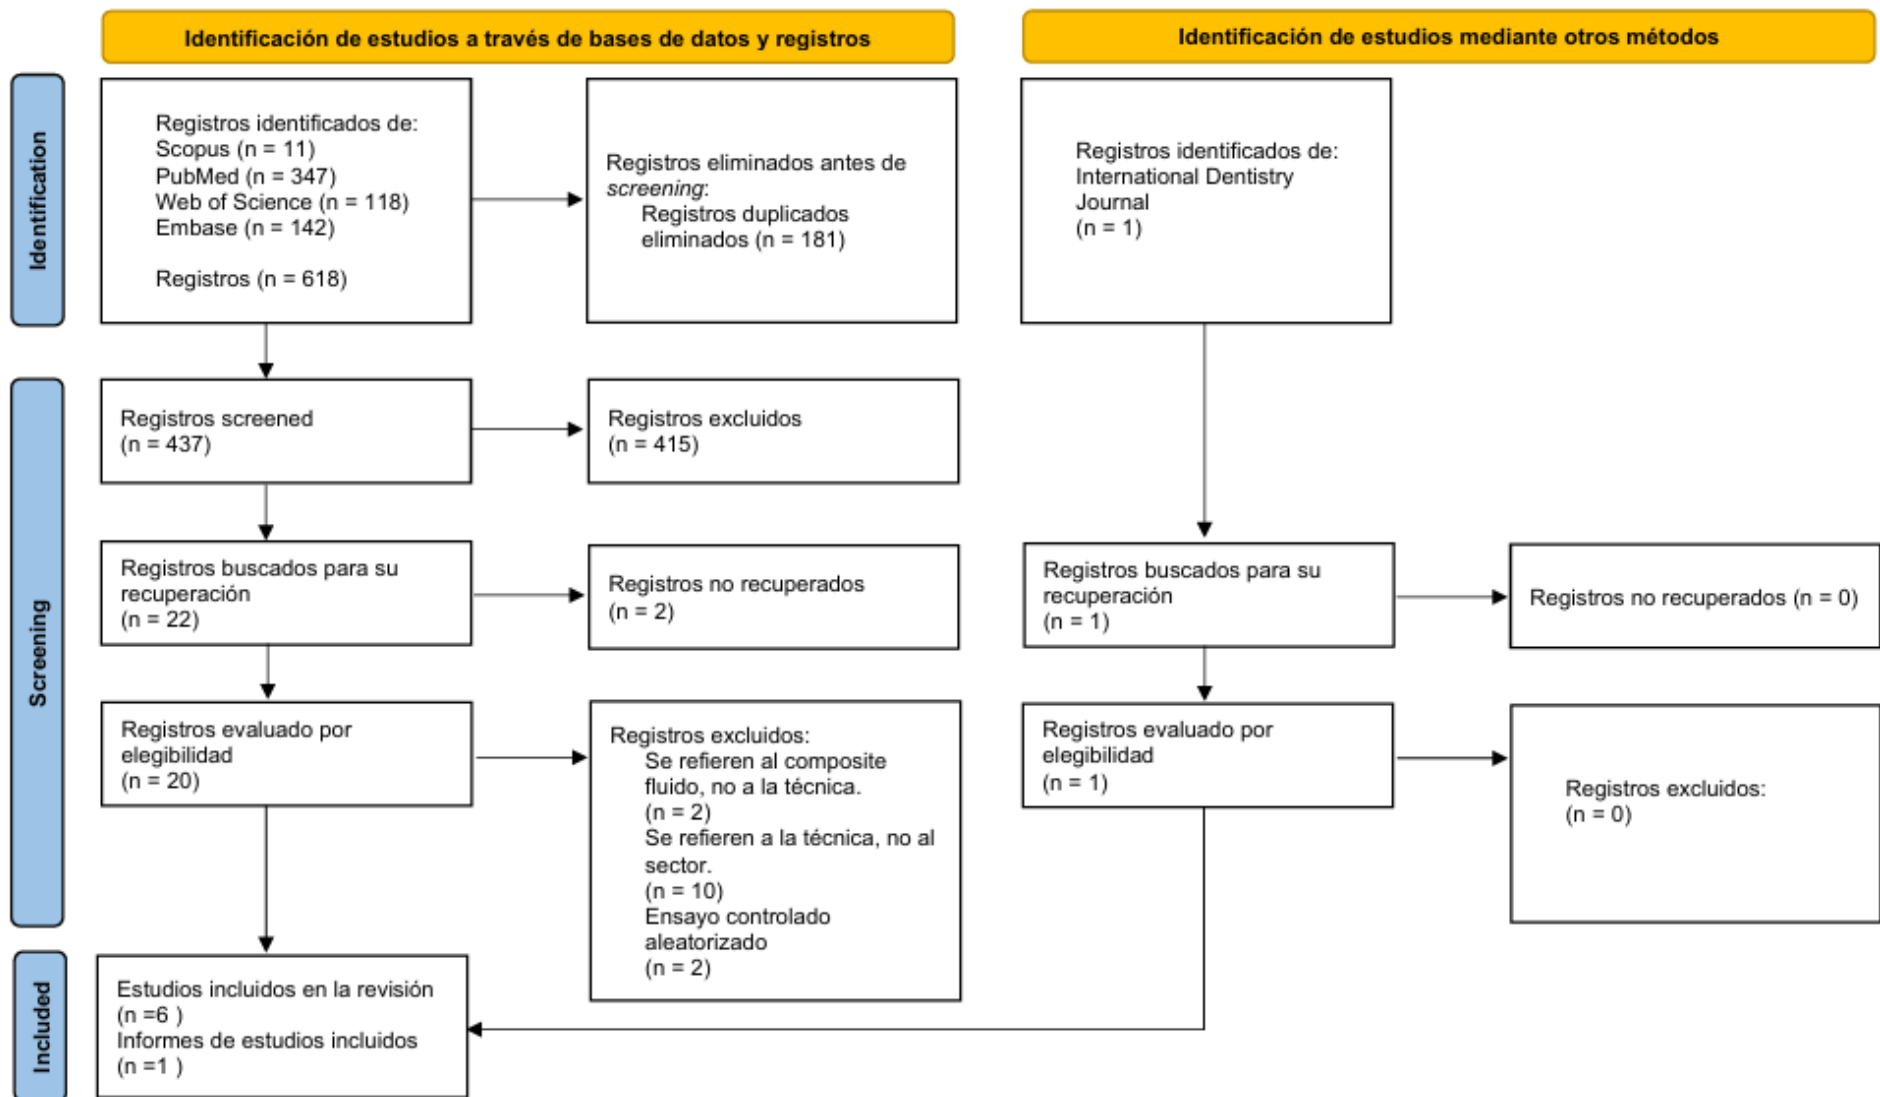 Identificación de estudios a través de bases de datos y registros
Identificación de estudios mediante otros métodos
Identification
Registros identificados de:
Scopus (n = 11)
PubMed (n = 347)
Web of Science (n = 118)
Embase (n = 142)
Registros (n = 618)
Registros eliminados antes de
screening:
Registros duplicados
eliminados (n = 181)
Registros identificados de:
International Dentistry
Journal
(n = 1)
Screening
Registros screened
(n = 437)
Registros excluidos
(n = 415)
Registros buscados para su
recuperación
(n = 22)
Registros no recuperados
(n = 2)
Registros buscados para su
recuperación
(n = 1)
Registros no recuperados (n = 0)
Registros evaluado por
elegibilidad
(n = 20)
Registros excluidos:
Se refieren al composite
fluido, no a la técnica.
(n = 2)
Se refieren a la técnica, no al
sector.
(n = 10)
Ensayo controlado
aleatorizado
(n = 2)
Registros evaluado por
elegibilidad
(n = 1)
Registros excluidos:
(n = 0)
Included
Estudios incluidos en la revisión
(n =6 )
Informes de estudios incluidos
(n =1 )